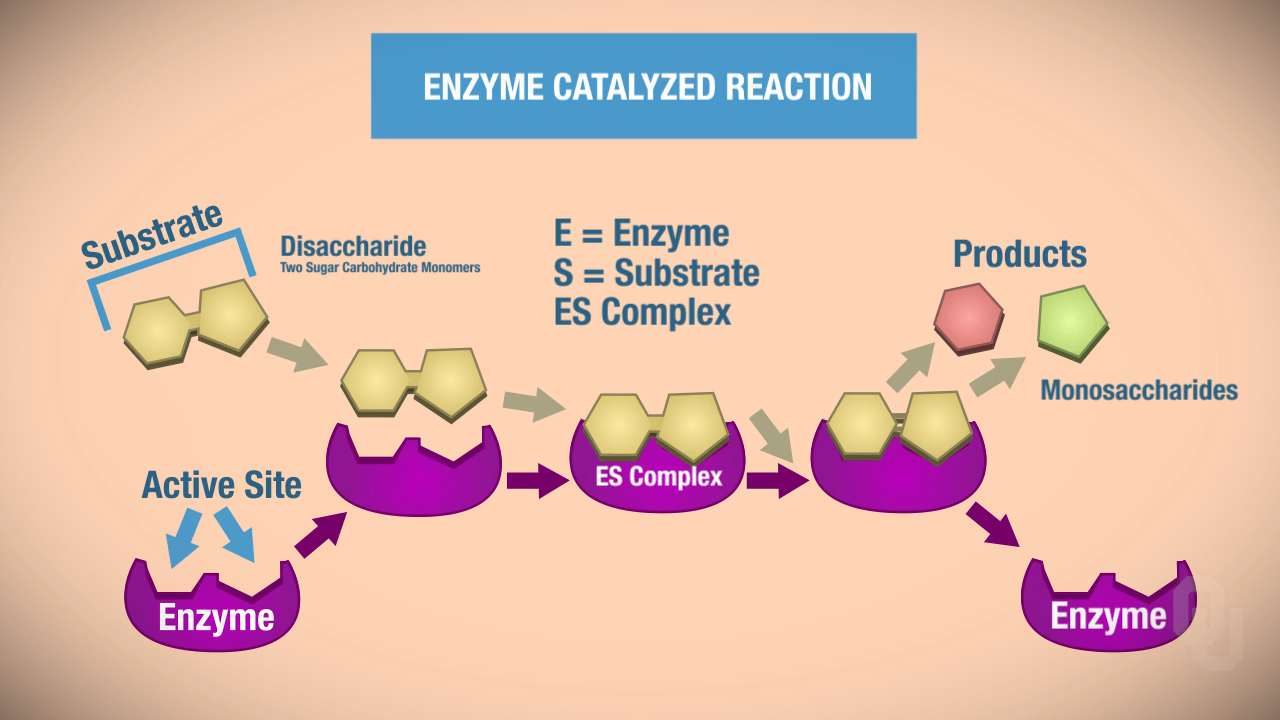 ENZYME CATALYZED REACTION
Substrate
Disaccharide
Two Sugar Carbohydrate Monomers
E = Enzyme
S = Substrate
ES Complex
Products
Monosaccharides
ES Complex
Active Site
Enzyme
Enzyme
OU